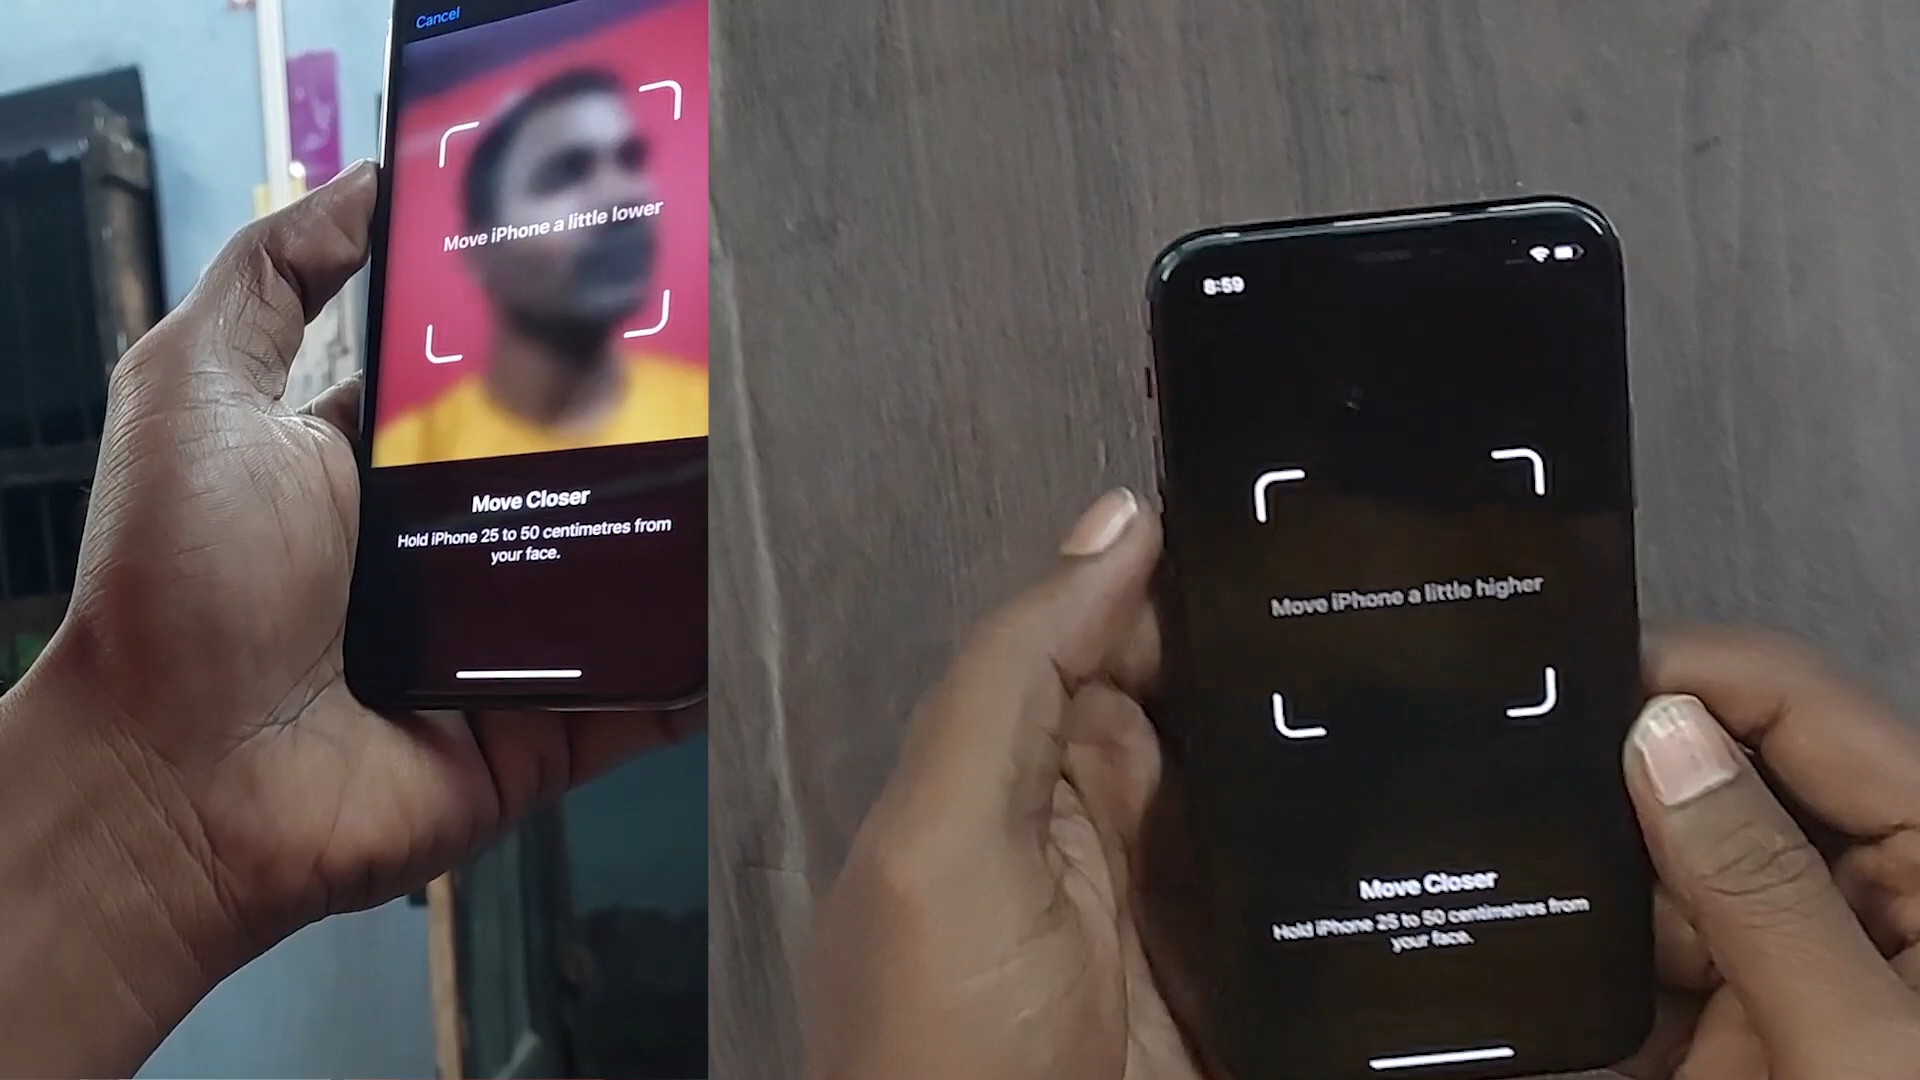 Cancel
Move iPhone a little lower
Move Closer
Hold iPhone 25 to 50 centimetres from
your face.
8:59
Move iPhone a little higher
Move Closer
Hold iPhone 25 to 50 centimetres from
your face.